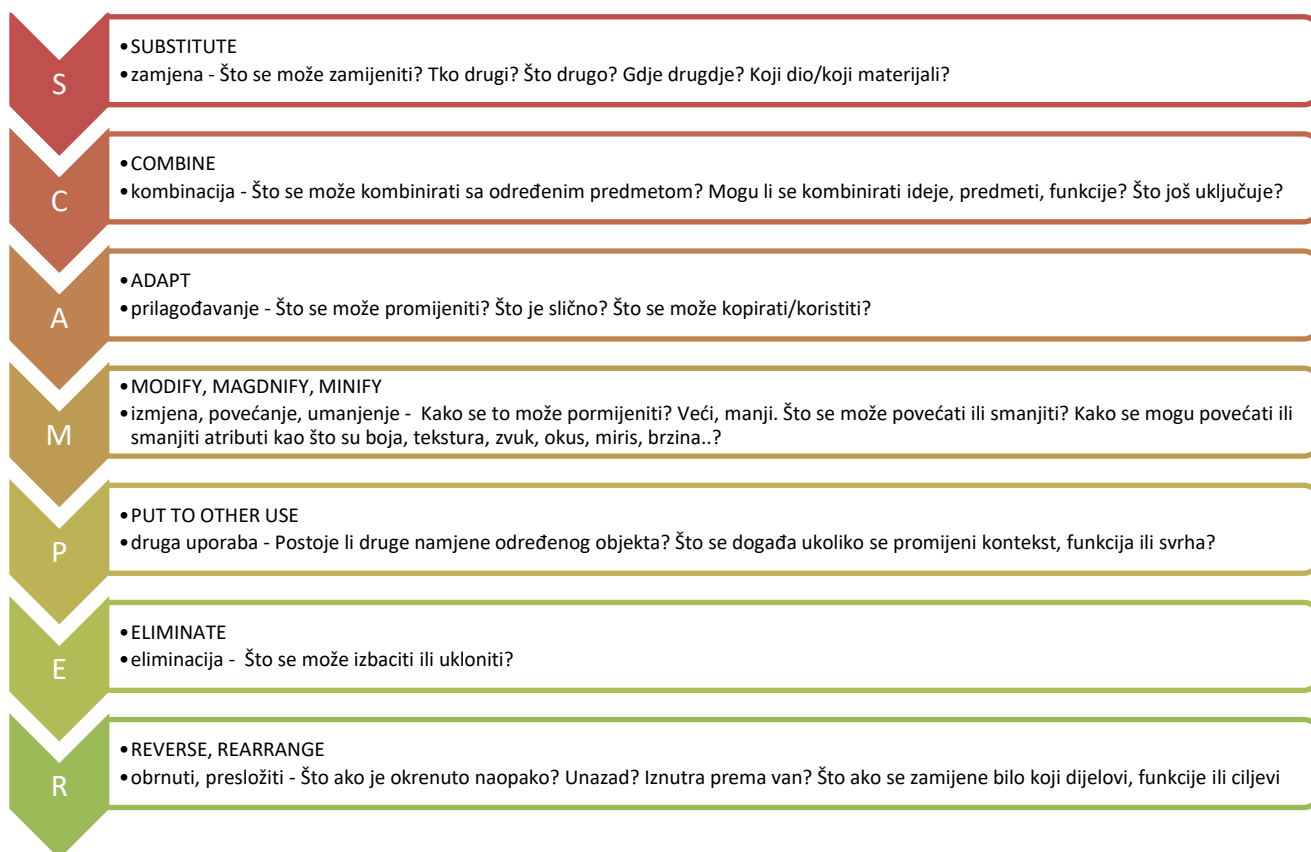 S
•SUBSTITUTE
•zamjena - Što se može zamijeniti? Tko drugi? Što drugo? Gdje drugdje? Koji dio/koji materijali?
C
•COMBINE
•kombinacija - Što se može kombinirati sa određenim predmetom? Mogu li se kombinirati ideje, predmeti, funkcije? Što još uključuje?
A
•ADAPT
•prilagođavanje - Što se može promijeniti? Što je slično? Što se može kopirati/koristiti?
M
•MODIFY, MAGDNIFY, MINIFY
•izmjena, povećanje, umanjenje - Kako se to može pormijeniti? Veći, manji. Što se može povećati ili smanjiti? Kako se mogu povećati ili
smanjiti atributi kao što su boja, tekstura, zvuk, okus, miris, brzina..?
P
•PUT TO OTHER USE
•druga uporaba - Postoje li druge namjene određenog objekta? Što se događa ukoliko se promijeni kontekst, funkcija ili svrha?
E
•ELIMINATE
•eliminacija - Što se može izbaciti ili ukloniti?
R
•REVERSE, REARRANGE
•obrnuti, presložiti - Što ako je okrenuto naopako? Unazad? Iznutra prema van? Što ako se zamijene bilo koji dijelovi, funkcije ili ciljevi